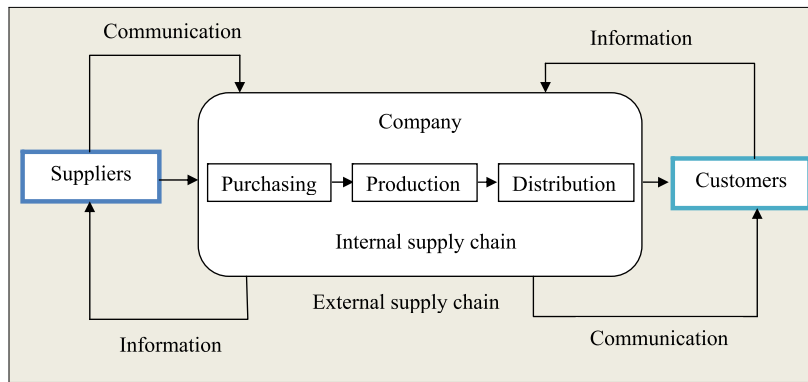 Communication
Information
Company
Suppliers
Purchasing
Production
Distribution
Customers
Internal supply chain
External supply chain
Information
Communication